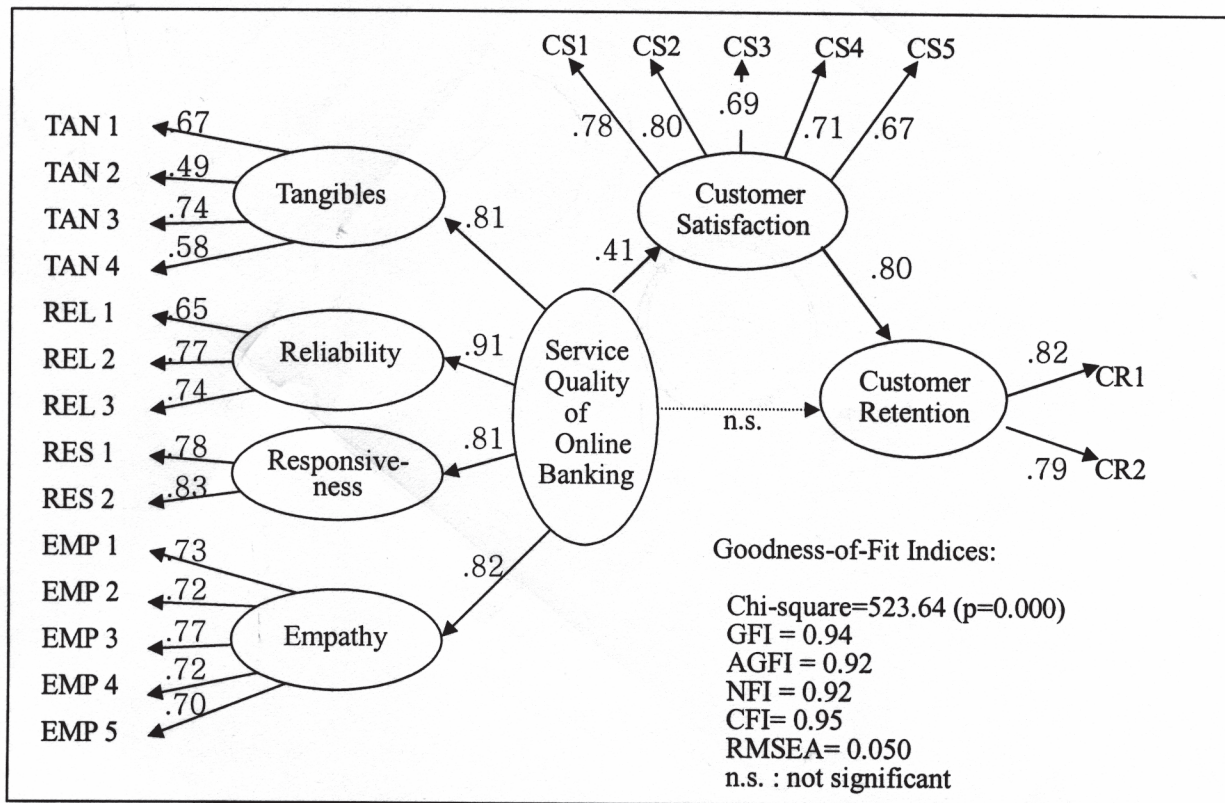 CS1 CS2 CS3 CS4 CS5
.78 .80 .69 .71 .67
TAN 1 .67
TAN 2 .49
TAN 3 .74
TAN 4 .58
Tangibles
.81
Customer
Satisfaction
.41
.80
REL 1 .65
REL 2 .77
REL 3 .74
Reliability
.91
Service
Quality
of
Online
Banking
n.s.
Customer
Retention
.82 CR1
.79 CR2
RES 1 .78
RES 2 .83
Responsive-
ness
.81
EMP 1 .73
EMP 2 .72
EMP 3 .77
EMP 4 .72
EMP 5 .70
Empathy
.82
Goodness-of-Fit Indices:
Chi-square=523.64 (p=0.000)
GFI = 0.94
AGFI = 0.92
NFI = 0.92
CFI= 0.95
RMSEA= 0.050
n.s. : not significant